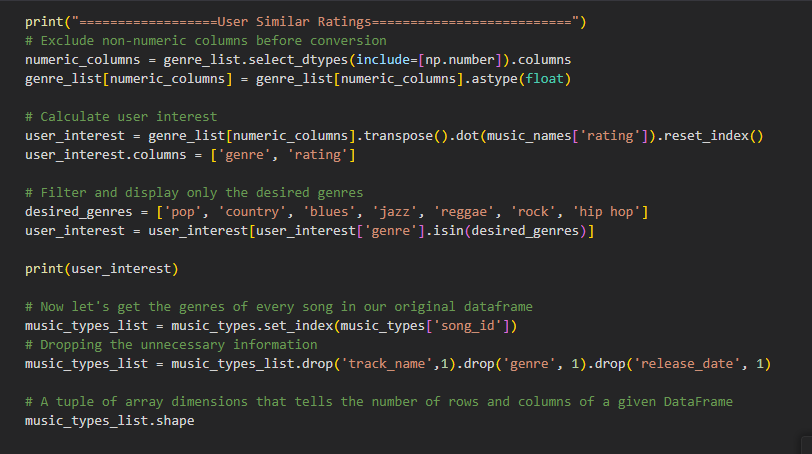 print("==================User Similar Ratings==========================")
# Exclude non-numeric columns before conversion
numeric_columns = genre_list.select_dtypes(include=[np.number]).columns
genre_list[numeric_columns] = genre_list[numeric_columns].astype(float)
# Calculate user interest
user_interest = genre_list[numeric_columns].transpose().dot(music_names['rating']).reset_index()
user_interest.columns = ['genre', 'rating']
# Filter and display only the desired genres
desired_genres = ['pop', 'country', 'blues', 'jazz', 'reggae', 'rock', 'hip hop']
user_interest = user_interest[user_interest['genre'].isin(desired_genres)]
print(user_interest)
# Now let's get the genres of every song in our original dataframe
music_types_list = music_types.set_index(music_types['song_id'])
# Dropping the unnecessary information
music_types_list = music_types_list.drop('track_name',1).drop('genre', 1).drop('release_date', 1)
# A tuple of array dimensions that tells the number of rows and columns of a given DataFrame
music_types_list.shape